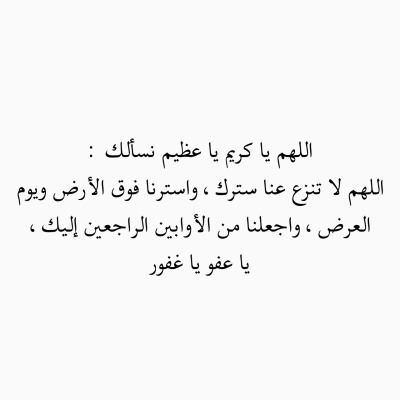 اللهم يا كريم يا عظيم نسألك :
اللهم لا تنزع عنا سترك ، واسترنا فوق الأرض ويوم
العرض ، واجعلنا من الأوابين الراجعين إليك ،
يا عفو يا غفور